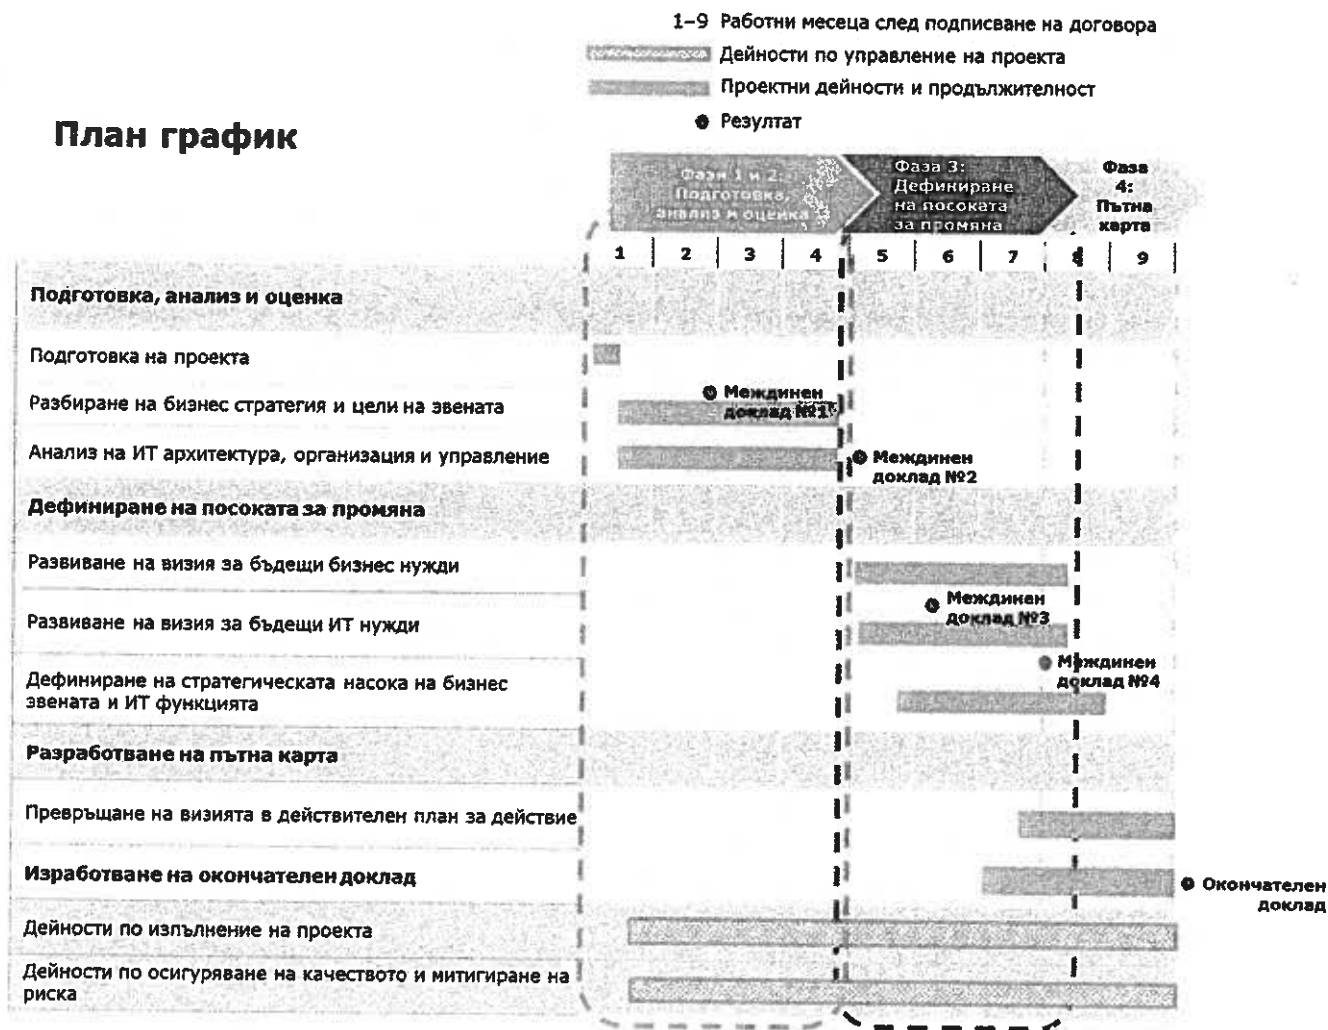 1–9 Работни месеца след подписване на договора
Дейности по управление на проекта
Проектни дейности и продължителност
Резултат
План график
Фази 1 и 2:
Подготовка,
анализ и оценка
Фаза 3:
Дефиниране
на посоката
за промяна
Фаза
4:
Пътна
карта
1 2 3 4 5 6 7 8 9
Подготовка, анализ и оценка
Подготовка на проекта
Разбиране на бизнес стратегия и цели на звената
Междинен
доклад №1
Анализ на ИТ архитектура, организация и управление
Междинен
доклад №2
Дефиниране на посоката за промяна
Развиване на визия за бъдещи бизнес нужди
Развиване на визия за бъдещи ИТ нужди
Междинен
доклад №3
Дефиниране на стратегическата насока на бизнес
звената и ИТ функцията
Междинен
доклад №4
Разработване на пътна карта
Превръщане на визията в действителен план за действие
Изработване на окончателен доклад
Окончателен
доклад
Дейности по изпълнение на проекта
Дейности по осигуряване на качеството и митигиране на
риска